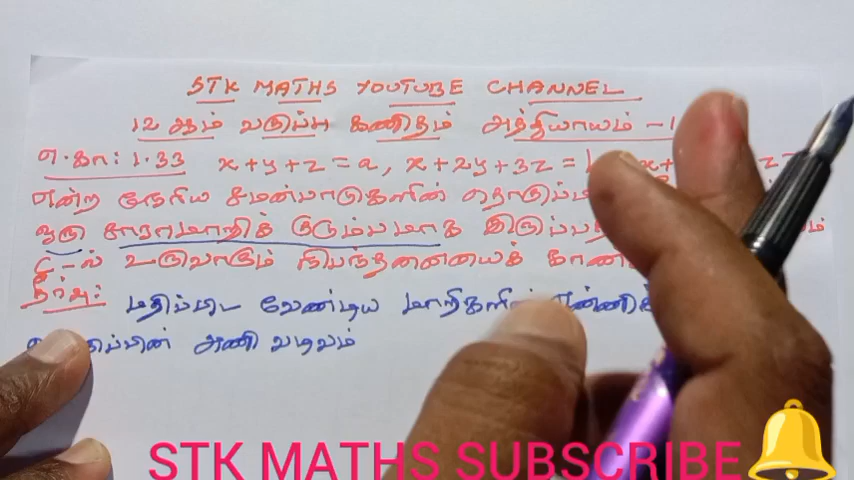 STK MATHS YOUTUBE CHANNEL
12 ஆம் வகுப்பு கணிதம் அத்தியாயம் -1
எ.கா: 1.33 x+y+z=a, x+2y+3z=
என்ற நேரிய சமன்பாடுகளின்
ஒரு சாராமாறிக் குடும்பமாக
உருவாகும் நிபந்தனையைக்
தீர்வு: மதிப்பிட வேண்டிய மாறிகளின்
அணி வடிவம்
STK MATHS SUBSCRIBE